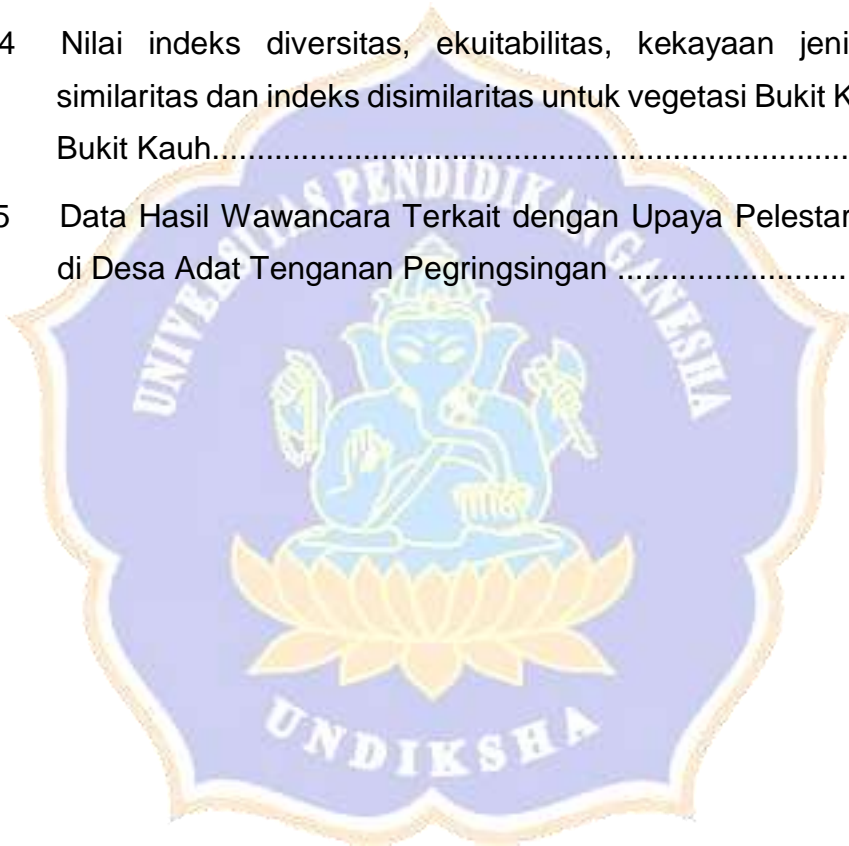 4 Nilai indeks diversitas, ekuitabilitas, kekayaan jeni
similaritas dan indeks disimilaritas untuk vegetasi Bukit K
Bukit Kauh......................................................................
5 Data Hasil Wawancara Terkait dengan Upaya Pelestar
di Desa Adat Tenganan Pegringsingan .........................
UNIVERSITAS PENDIDIKAN GANESHA
UNDIKSHA